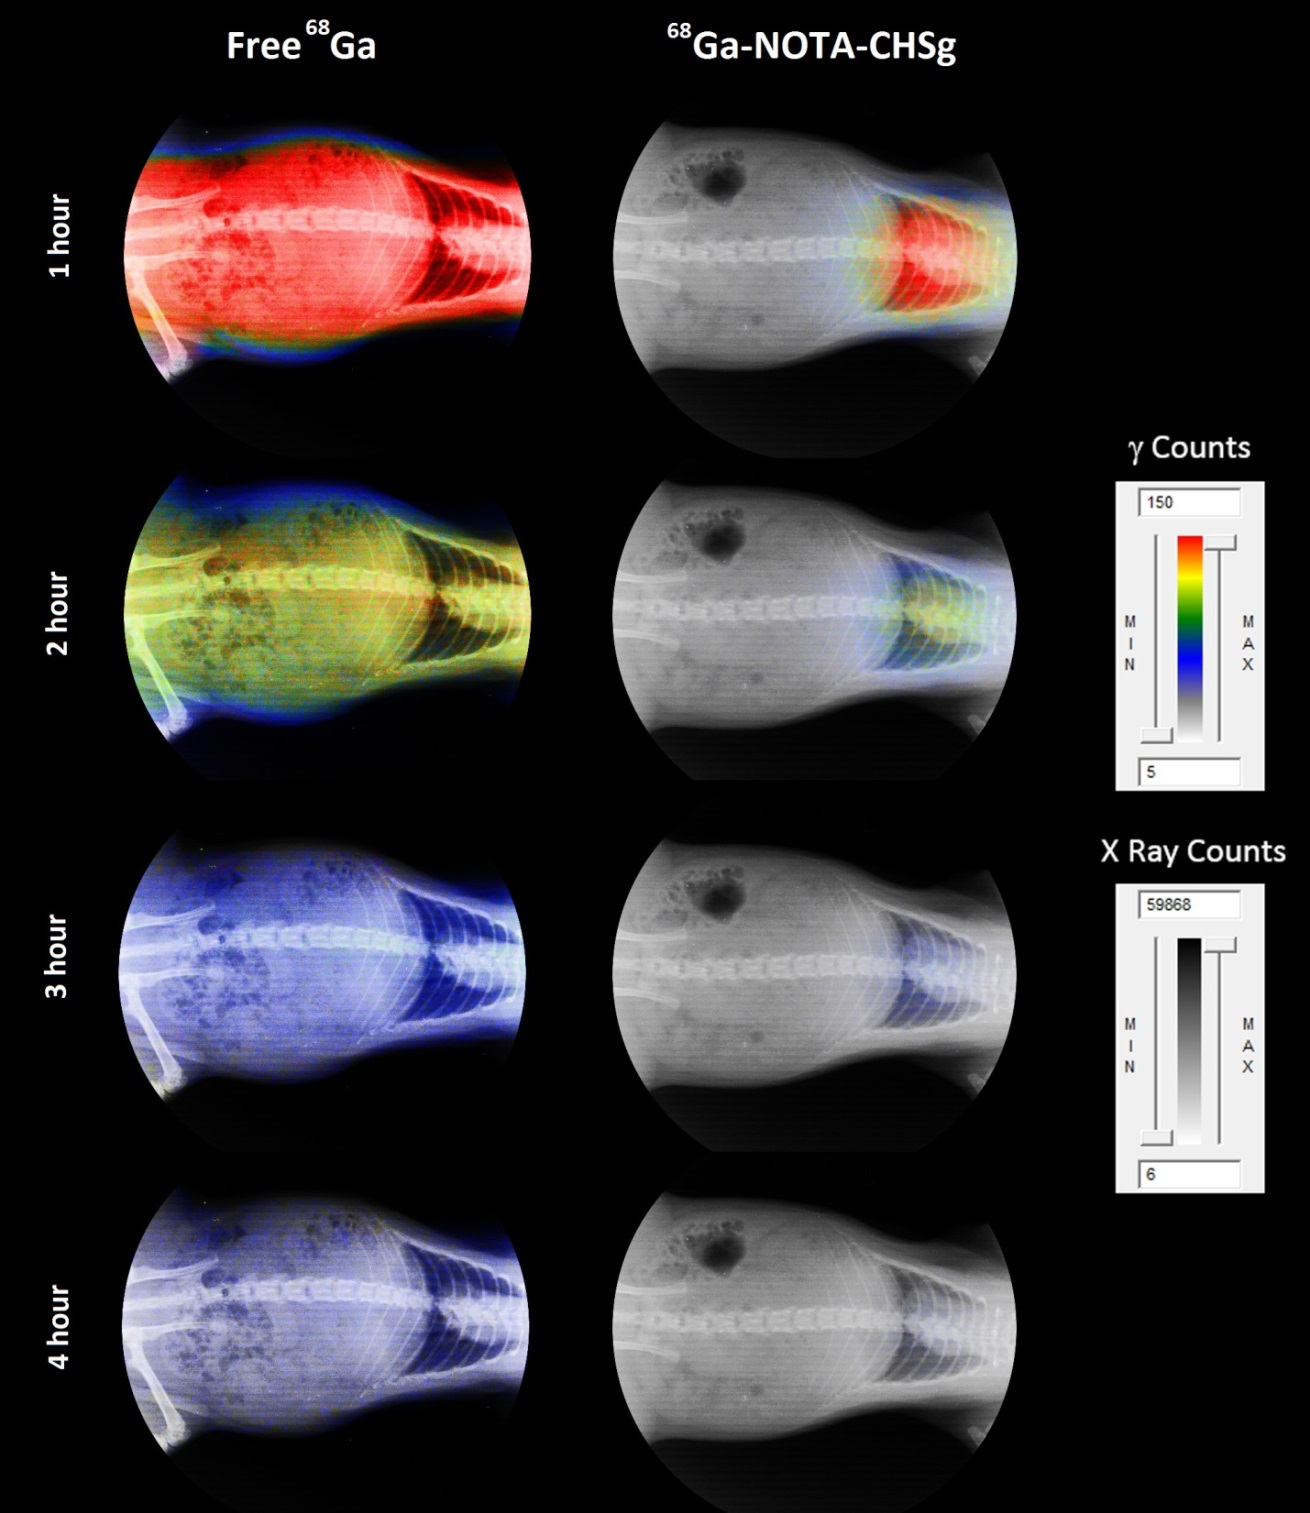 Free ⁶⁸Ga
⁶⁸Ga-NOTA-CHSg
1 hour
2 hour
3 hour
4 hour
γ Counts
150
MIN
MAX
5
X Ray Counts
59868
MIN
MAX
6